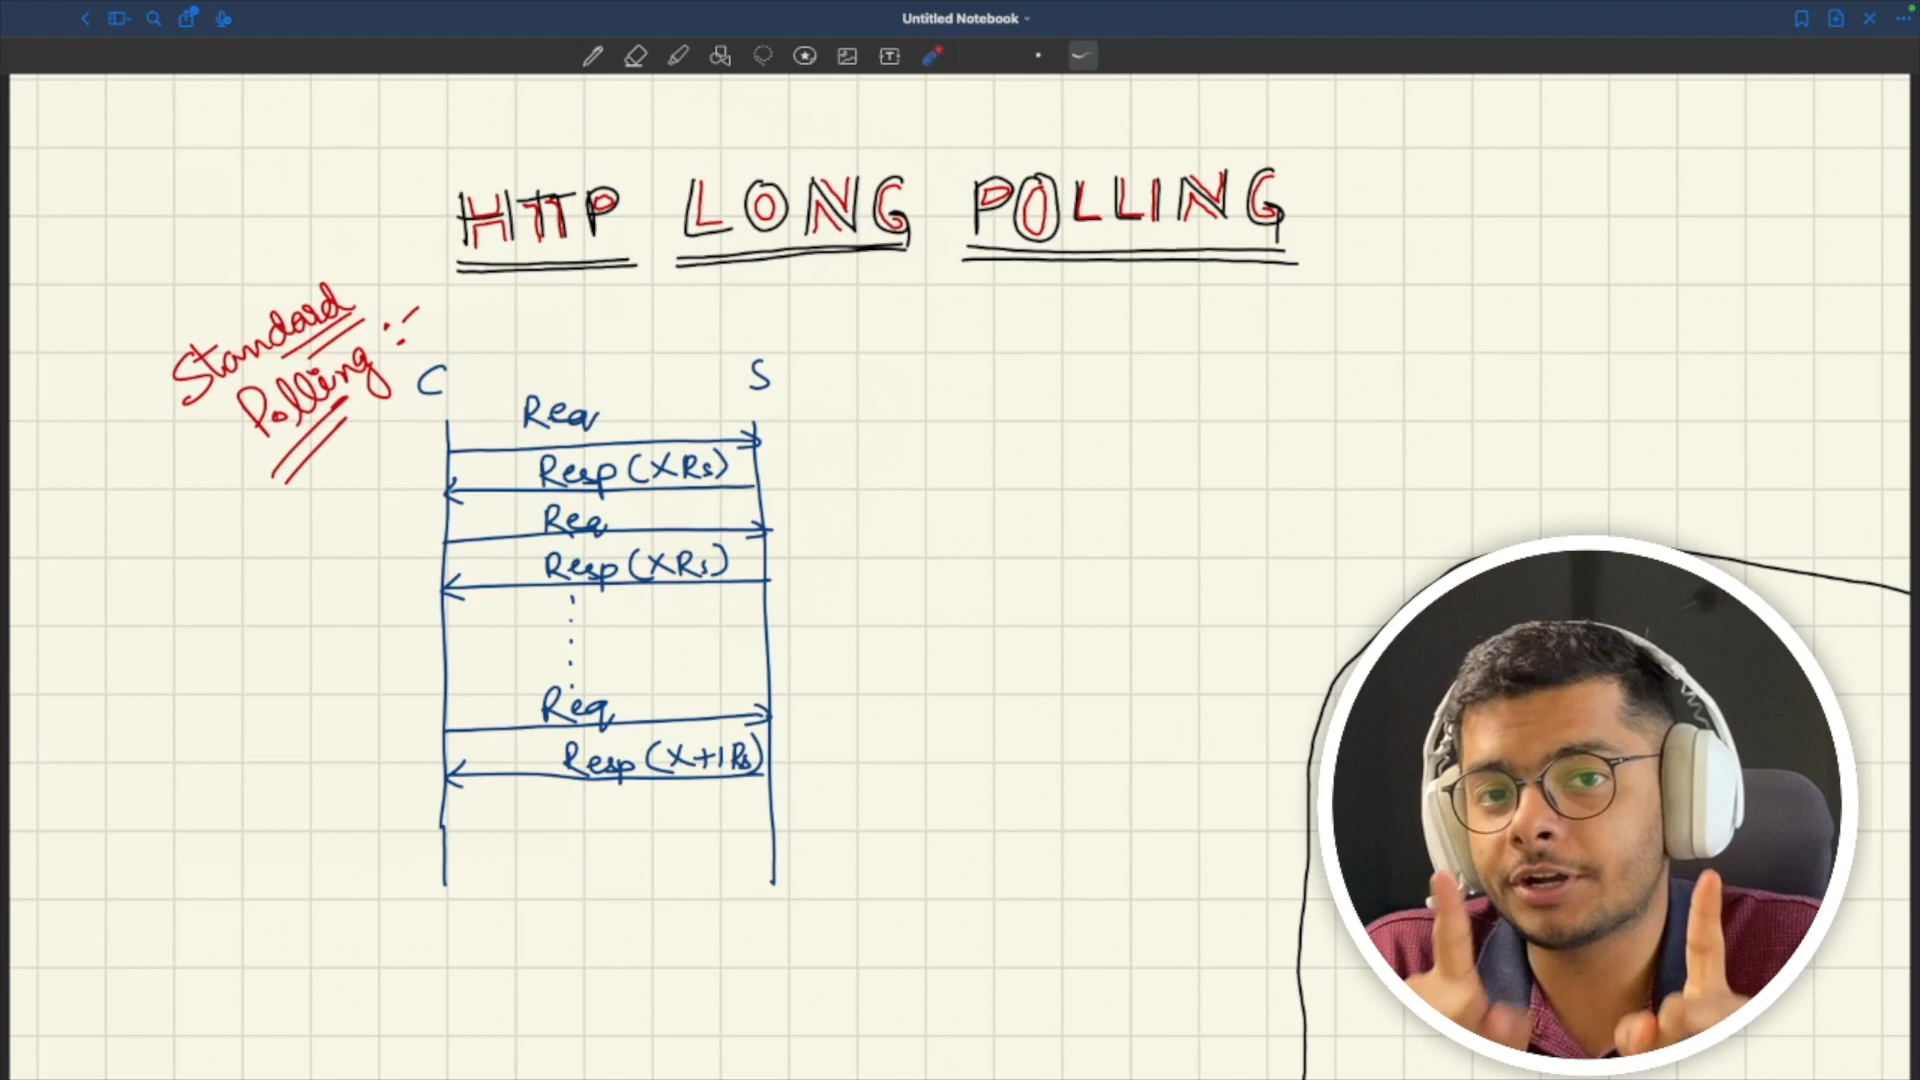 Untitled Notebook
HTTP LONG POLLING
Standard
Polling :-
C S
Req
Resp (X Rs)
Req
Resp (X Rs)
Req
Resp (X+1 Rs)